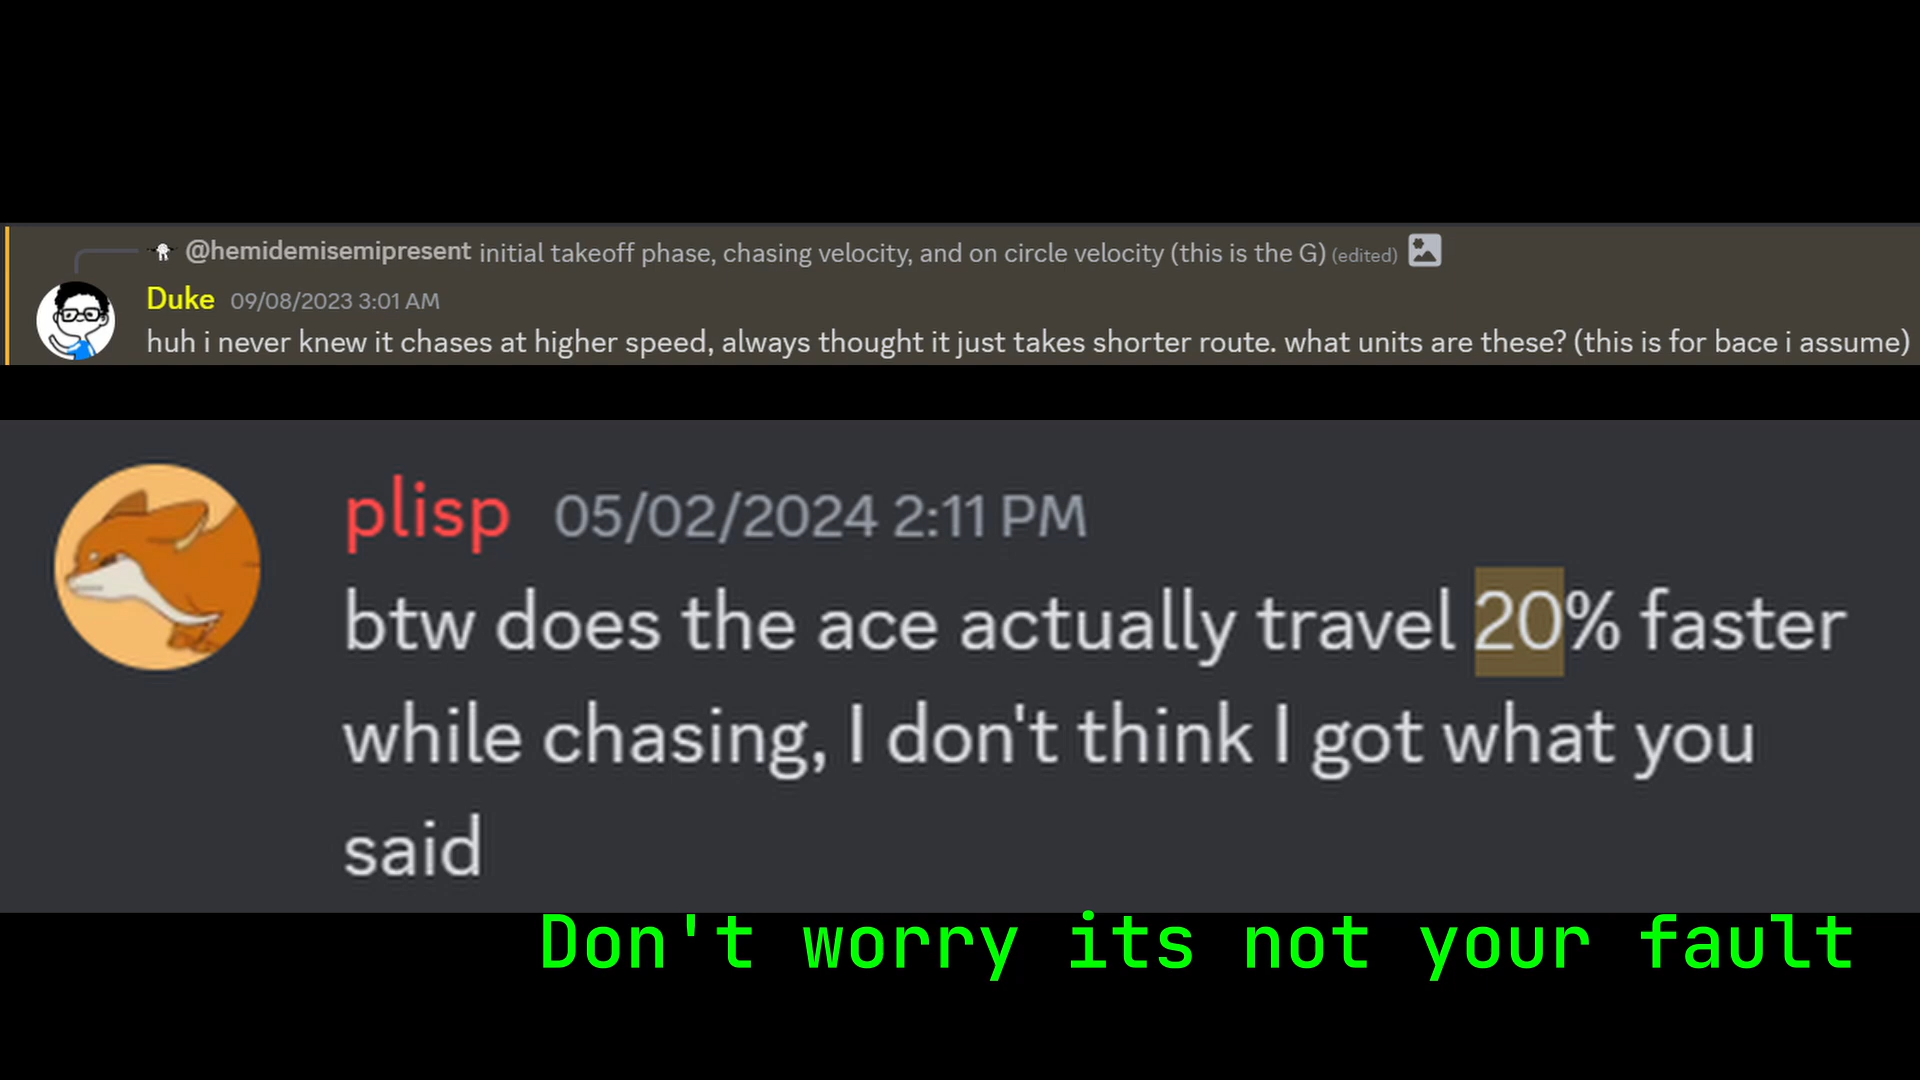 @hemidemisemipresent initial takeoff phase, chasing velocity, and on circle velocity (this is the G) (edited)
Duke 09/08/2023 3:01 AM
huh i never knew it chases at higher speed, always thought it just takes shorter route. what units are these? (this is for bace i assume)
plisp 05/02/2024 2:11 PM
btw does the ace actually travel 20% faster
while chasing, I don't think I got what you
said
Don't worry its not your fault